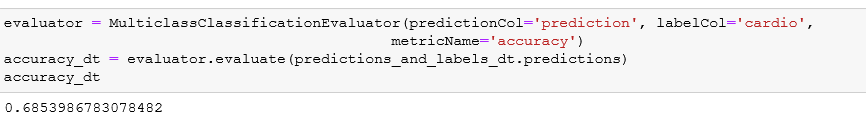 evaluator = MulticlassClassificationEvaluator(predictionCol='prediction', labelCol='cardio',
metricName='accuracy')
accuracy_dt = evaluator.evaluate(predictions_and_labels_dt.predictions)
accuracy_dt
0.6853986783078482